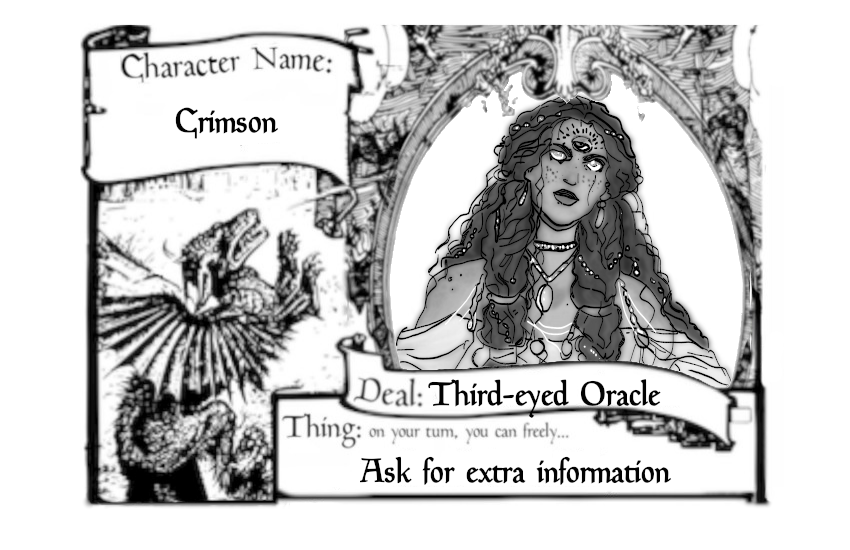 Character Name:
Crimson
Deal: Third-eyed Oracle
Thing: on your turn, you can freely...
Ask for extra information